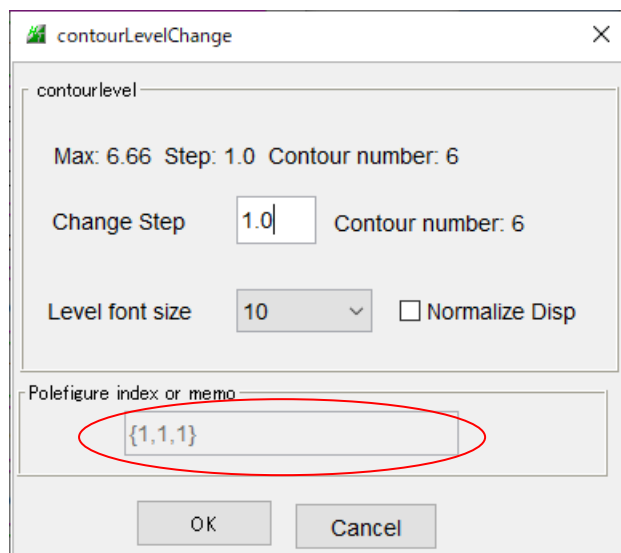 contourLevelChange
contourlevel
Max: 6.66 Step: 1.0 Contour number: 6
Change Step 1.0 Contour number: 6
Level font size 10 Normalize Disp
Polefigure index or memo
{1,1,1}
OK Cancel